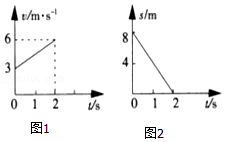 v/m·s⁻¹
6
3
0 1 2 t/s
图1
s/m
8
4
0 1 2 t/s
图2